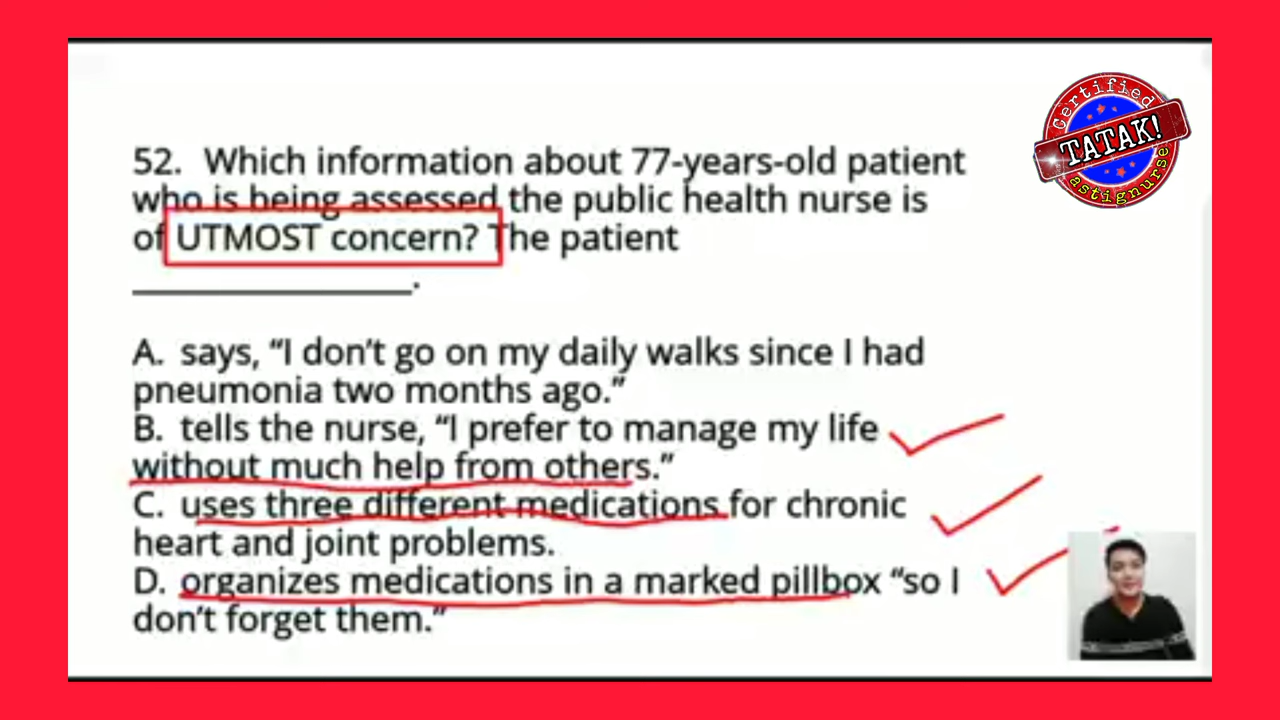 Certified
TATAK!
astignurse
52. Which information about 77-years-old patient
who is being assessed the public health nurse is
of UTMOST concern? The patient
_______________.
A. says, “I don’t go on my daily walks since I had
pneumonia two months ago.”
B. tells the nurse, “I prefer to manage my life
without much help from others.”
C. uses three different medications for chronic
heart and joint problems.
D. organizes medications in a marked pillbox “so I
don’t forget them.”